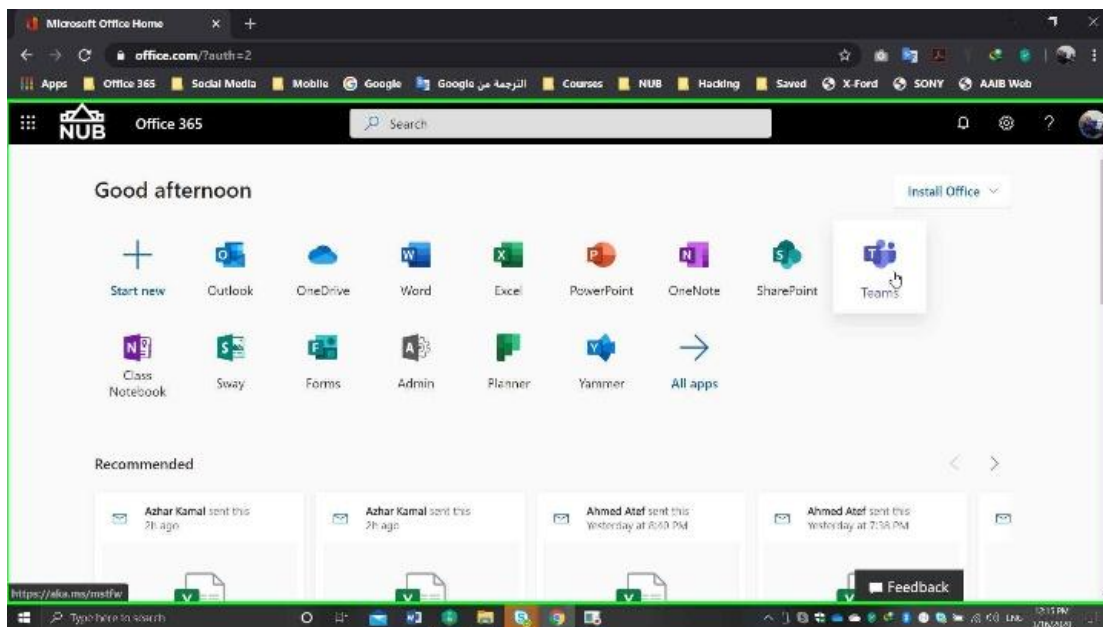 Microsoft Office Home
office.com/?auth=2
Apps Office 365 Social Media Mobile Google الترجمة من Google Courses NUB Hacking Saved X-Ford SONY AAIB Web
NUB Office 365 Search
Good afternoon
Install Office
Start new Outlook OneDrive Word Excel PowerPoint OneNote SharePoint Teams
Class Notebook Sway Forms Admin Planner Yammer All apps
Recommended
Azhar Kamal sent this Azhar Kamal sent this Ahmed Atef sent this Ahmed Atef sent this
2h ago 2h ago Yesterday at 8:40 PM Yesterday at 7:38 PM
Feedback
https://aka.ms/mstfw
Type here to search
12:15 PM